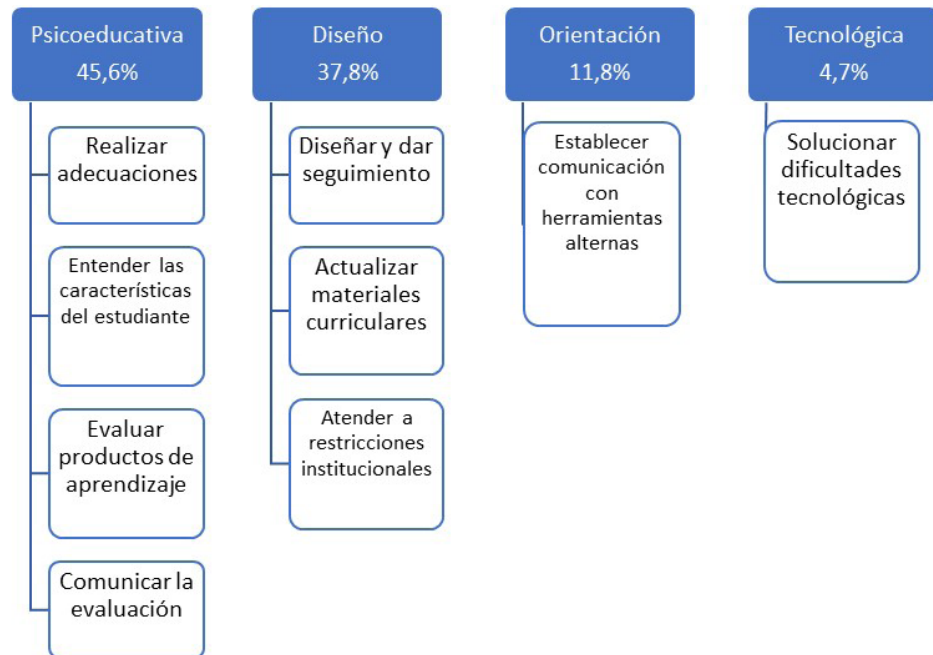 Psicoeducativa
45,6%
Realizar
adecuaciones
Entender las
características
del estudiante
Evaluar
productos de
aprendizaje
Comunicar la
evaluación
Diseño
37,8%
Diseñar y dar
seguimiento
Actualizar
materiales
curriculares
Atender a
restricciones
institucionales
Orientación
11,8%
Establecer
comunicación
con
herramientas
alternas
Tecnológica
4,7%
Solucionar
dificultades
tecnológicas